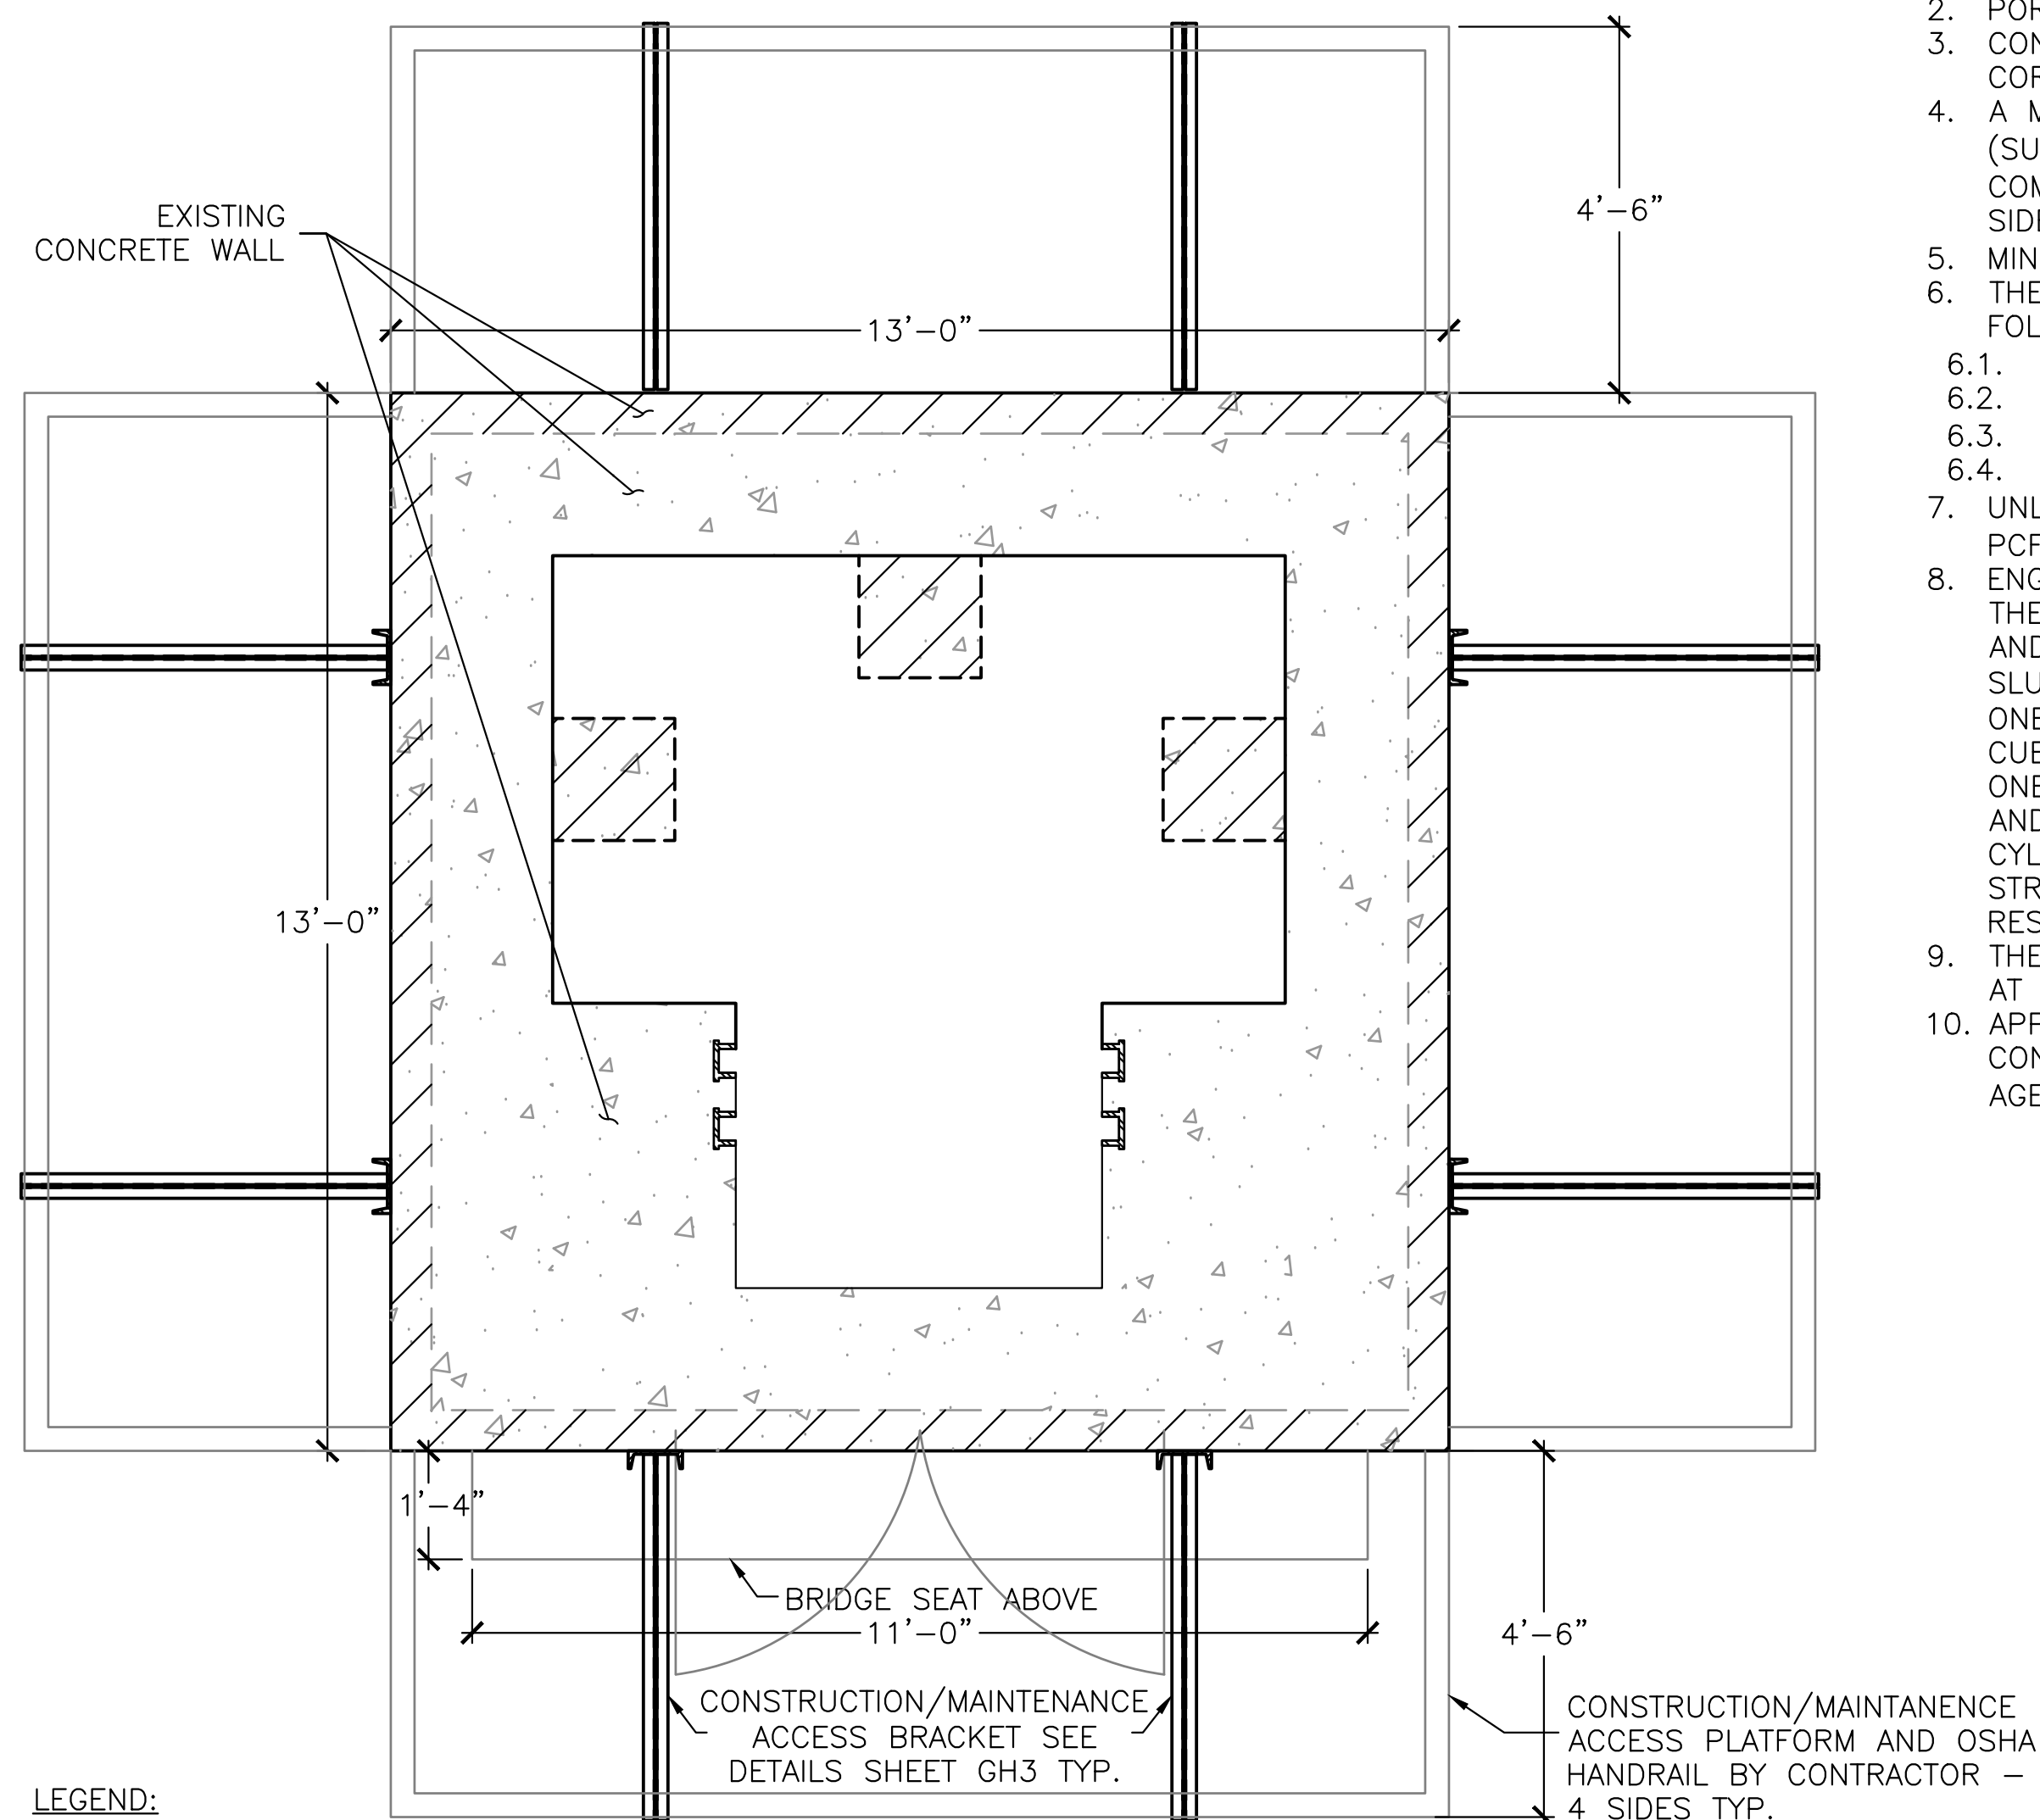 EXISTING
CONCRETE WALL
13'-0"
4'-6"
13'-0"
1'-4"
BRIDGE SEAT ABOVE
11'-0"
4'-6"
CONSTRUCTION/MAINTENANCE
ACCESS BRACKET SEE
DETAILS SHEET GH3 TYP.
CONSTRUCTION/MAINTANENCE
ACCESS PLATFORM AND OSHA
HANDRAIL BY CONTRACTOR -
4 SIDES TYP.
LEGEND:
2. POR
3. CON
COR
4. A M
(SU
COM
SIDE
5. MIN
6. THE
FOL
6.1.
6.2.
6.3.
6.4.
7. UNL
PCF
8. ENG
THE
AND
SLU
ONE
CUB
ONE
AND
CYL
STR
RES
9. THE
AT
10. APP
CON
AGE